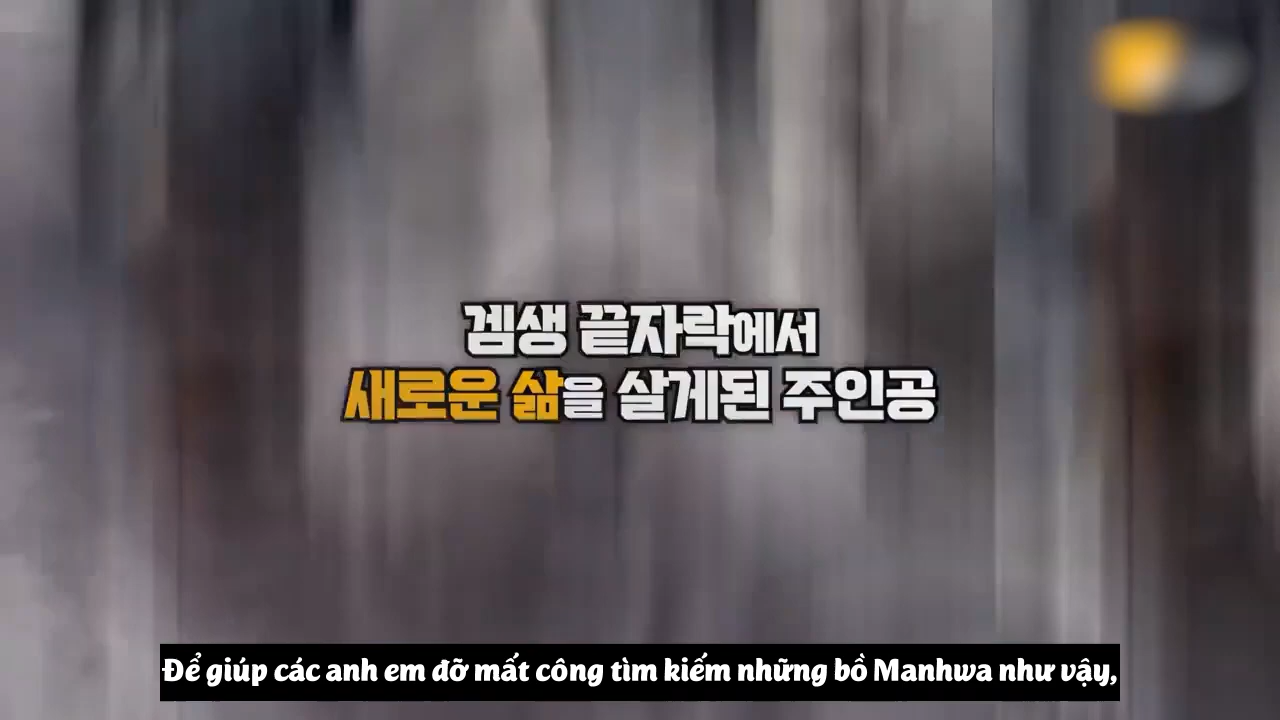 겜생 끝자락에서
새로운 삶을 살게된 주인공
Để giúp các anh em đỡ mất công tìm kiếm những bồ Manhwa như vậy,